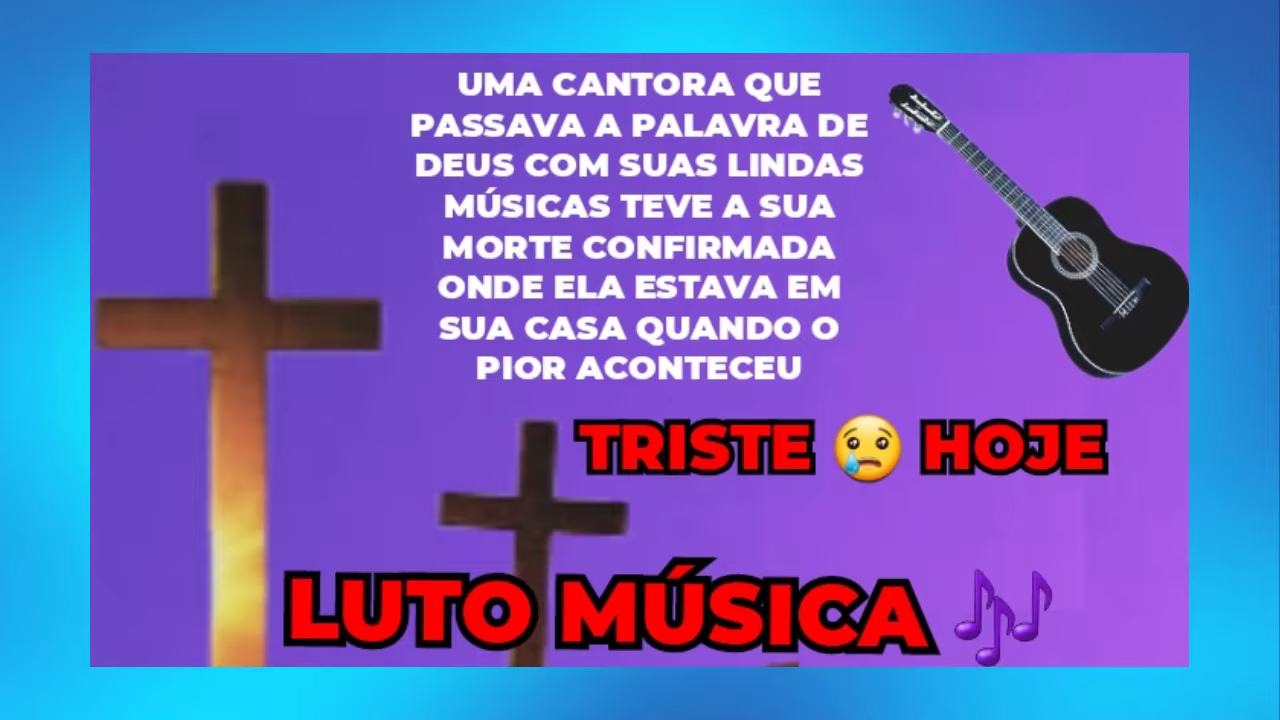 UMA CANTORA QUE
PASSAVA A PALAVRA DE
DEUS COM SUAS LINDAS
MÚSICAS TEVE A SUA
MORTE CONFIRMADA
ONDE ELA ESTAVA EM
SUA CASA QUANDO O
PIOR ACONTECEU
TRISTE 😢 HOJE
LUTO MÚSICA 🎶